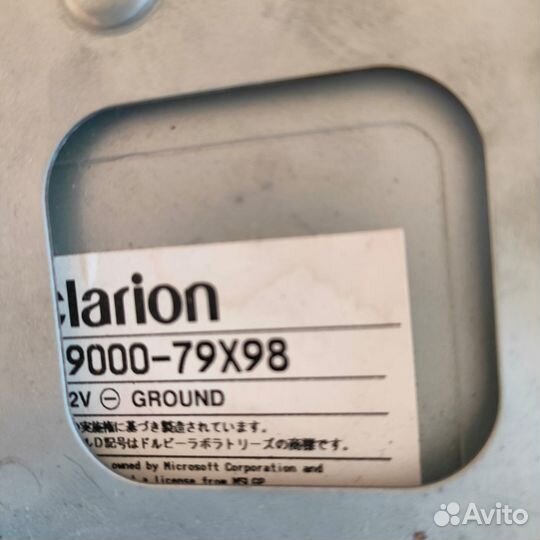 clarion
9000-79X98
2V ⊖ GROUND
実施権に基づき製造されています。
ルD記号はドルビーラボラトリーズの商標です。
owned by Microsoft Corporation and
a license from MSLGP
Avito